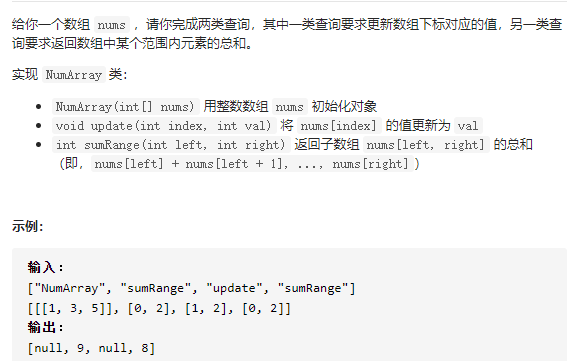 给你一个数组 nums ，请你完成两类查询，其中一类查询要求更新数组下标对应的值，另一类查
询要求返回数组中某个范围内元素的总和。
实现 NumArray 类：
• NumArray(int[] nums) 用整数数组 nums 初始化对象
• void update(int index, int val) 将 nums[index] 的值更新为 val
• int sumRange(int left, int right) 返回子数组 nums[left, right] 的总和
（即，nums[left] + nums[left + 1], ..., nums[right]）
示例：
输入：
["NumArray", "sumRange", "update", "sumRange"]
[[[1, 3, 5]], [0, 2], [1, 2], [0, 2]]
输出：
[null, 9, null, 8]